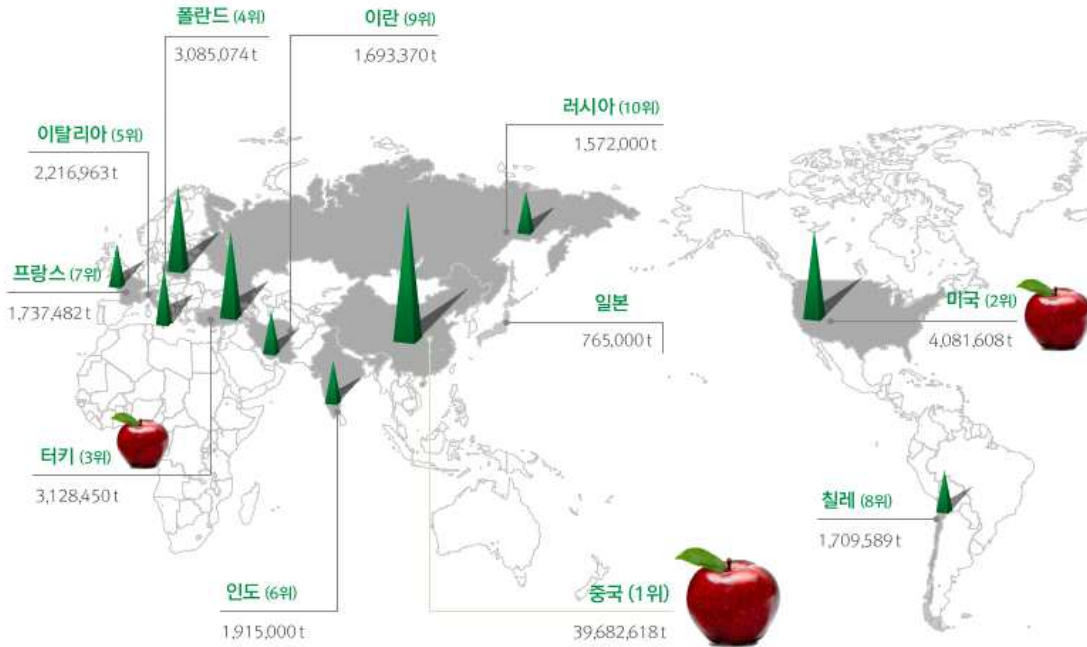 폴란드 (4위)
3,085,074 t
이란 (9위)
1,693,370 t
러시아 (10위)
1,572,000 t
이탈리아 (5위)
2,216,963 t
프랑스 (7위)
1,737,482 t
일본
765,000 t
미국 (2위)
4,081,608 t
터키 (3위)
3,128,450 t
칠레 (8위)
1,709,589 t
인도 (6위)
1,915,000 t
중국 (1위)
39,682,618 t